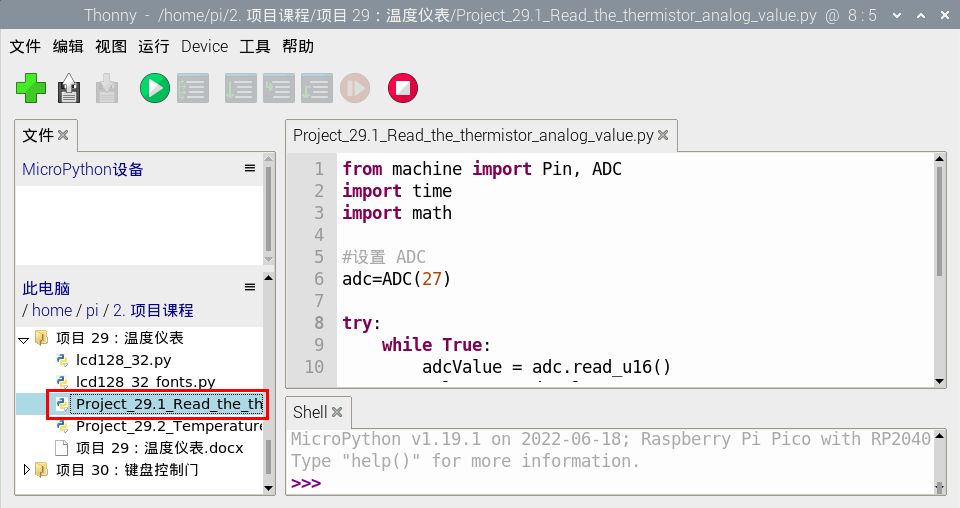 Thonny - /home/pi/2. 项目课程/项目 29：温度仪表/Project_29.1_Read_the_thermistor_analog_value.py @ 8 : 5
文件 编辑 视图 运行 Device 工具 帮助
文件
MicroPython设备
此电脑
/ home / pi / 2. 项目课程
项目 29：温度仪表
lcd128_32.py
lcd128_32_fonts.py
Project_29.1_Read_the_th
Project_29.2_Temperature
项目 29：温度仪表.docx
项目 30：键盘控制门
Project_29.1_Read_the_thermistor_analog_value.py
1 from machine import Pin, ADC
2 import time
3 import math
4
5 #设置 ADC
6 adc=ADC(27)
7
8 try:
9 while True:
10 adcValue = adc.read_u16()
Shell
MicroPython v1.19.1 on 2022-06-18; Raspberry Pi Pico with RP2040
Type "help()" for more information.
>>>